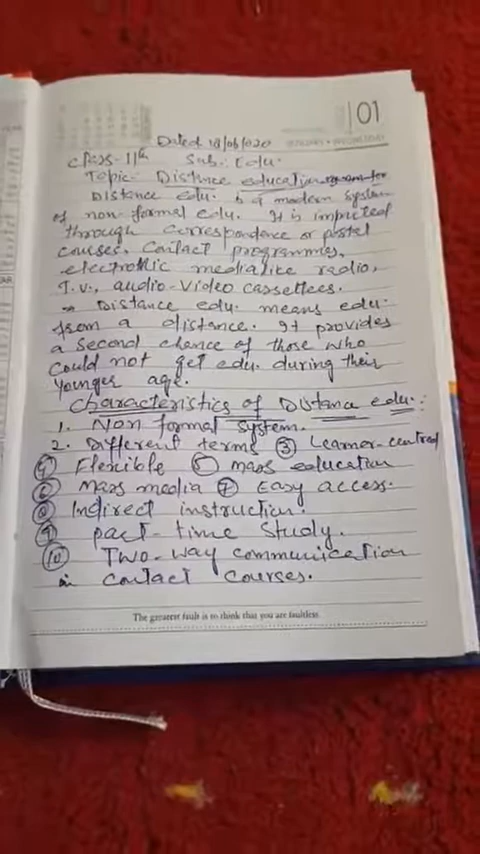 01
Dated 18/06/020
Class-11th Sub: Edu.
Topic- Distance education
Distance edu. is a modern system
of non-formal edu. It is imparted
through correspondence or postal
courses. Contact programmes,
electronic media like radio,
T.V., audio-video cassettees.
Distance edu. means edu.
from a distance. It provides
a second chance of those who
could not get edu. during their
younger age.
Characteristics of Distance edu.:
1. Non formal system.
2. Different terms ③ Learner-centred
④ Flexible ⑤ mass education
⑥ Mass media ⑦ Easy access.
⑧ Indirect instruction.
⑨ part-time Study.
⑩ Two-way communication
in contact courses.
The greatest fault is to think that you are faultless